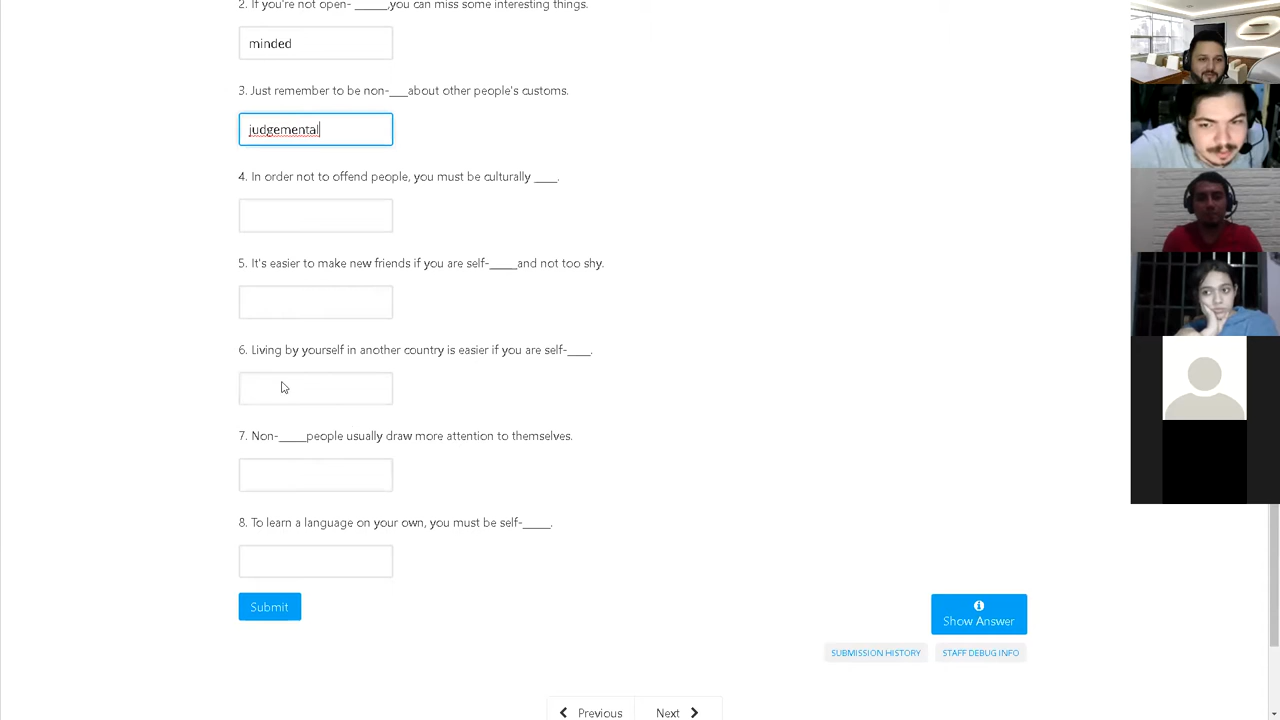 2. If you're not open- ______,you can miss some interesting things.
minded
3. Just remember to be non-___about other people's customs.
judgemental
4. In order not to offend people, you must be culturally ____.
5. It's easier to make new friends if you are self-_____and not too shy.
6. Living by yourself in another country is easier if you are self-____.
7. Non-_____people usually draw more attention to themselves.
8. To learn a language on your own, you must be self-_____.
Submit
Show Answer
SUBMISSION HISTORY
STAFF DEBUG INFO
Previous
Next